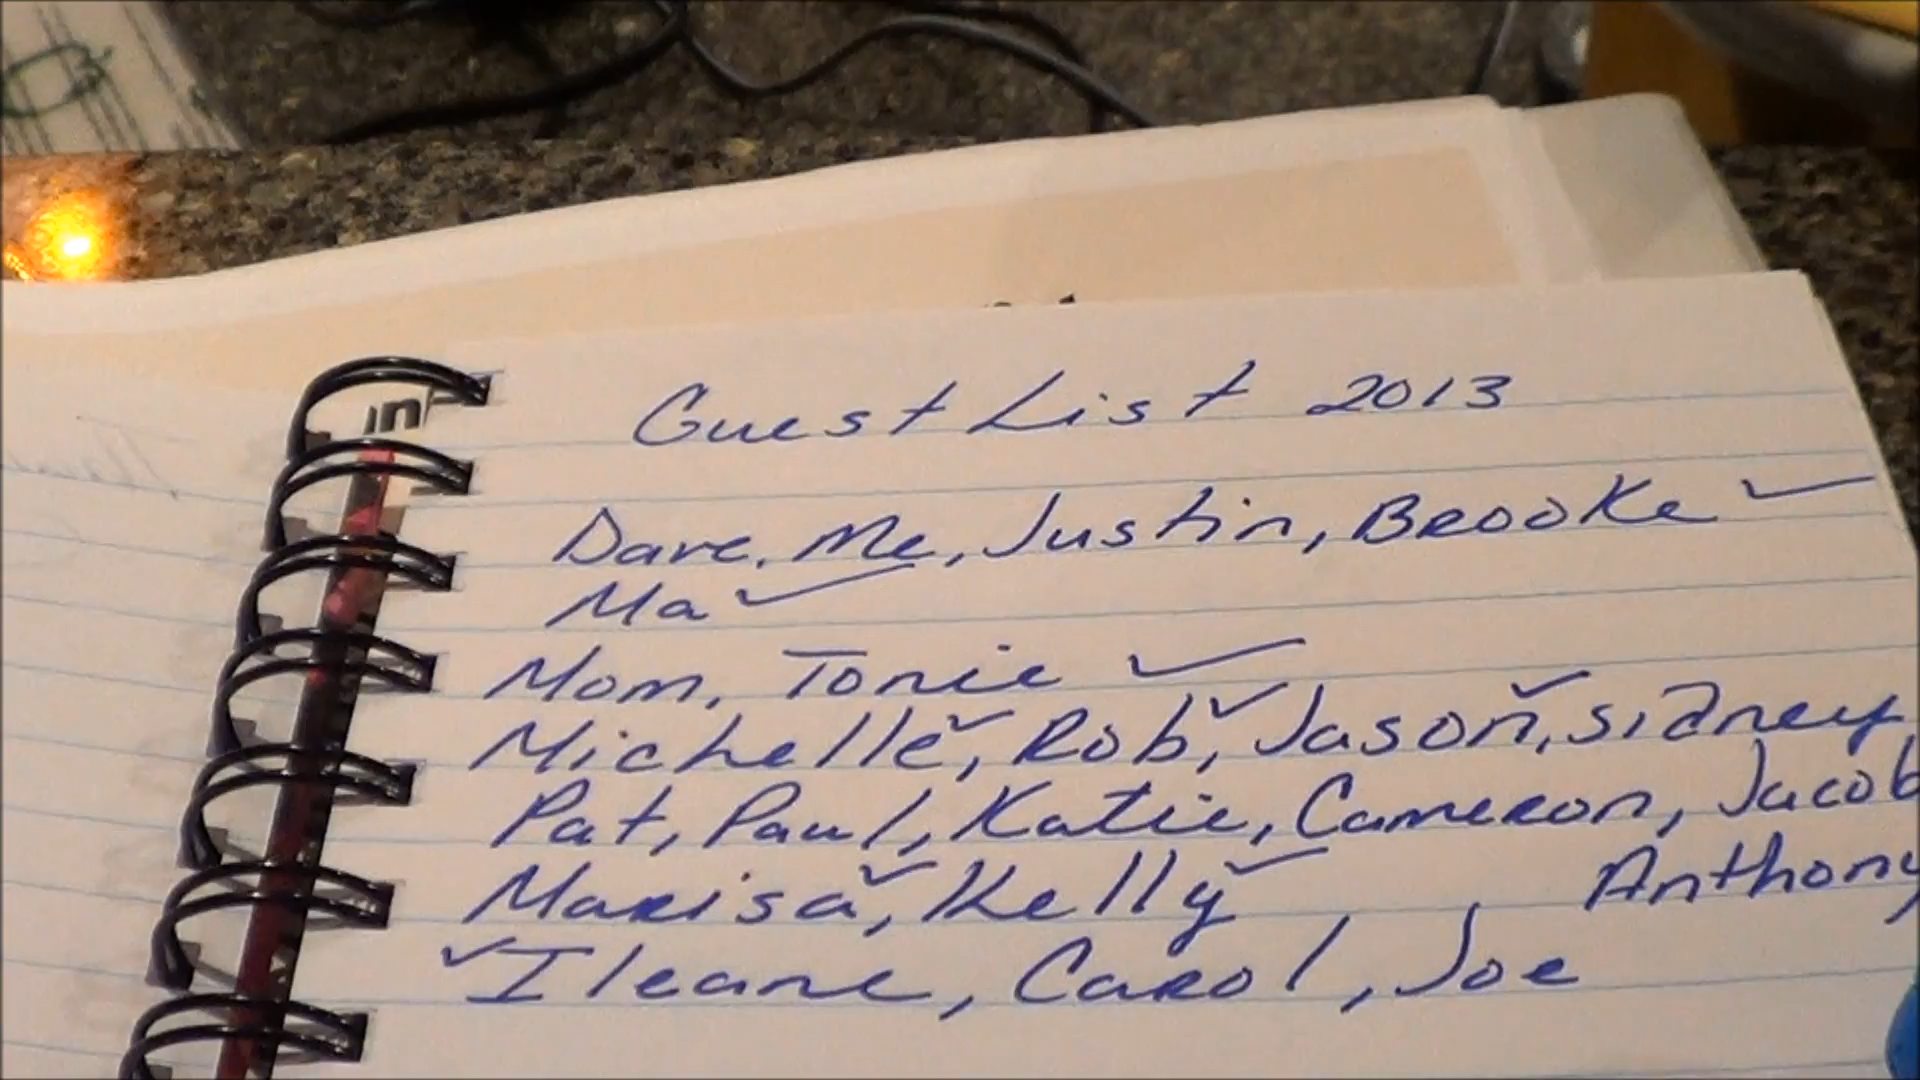 Guest List 2013
Dave, Me, Justin, Brooke ✓
Ma ✓
Mom, Tonie ✓
Michelle ✓, Rob ✓, Jason ✓, Sidney,
Pat, Paul, Katie, Cameron, Jacob
Anthony
Marisa ✓, Kelly ✓
✓ Ileane, Carol, Joe